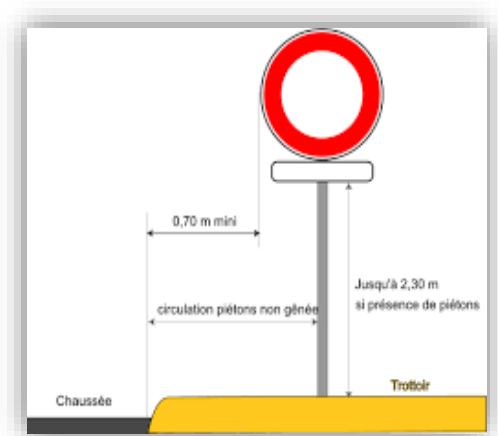 0,70 m mini
Jusqu'à 2,30 m
si présence de piétons
circulation piétons non gênée
Trottoir
Chaussée